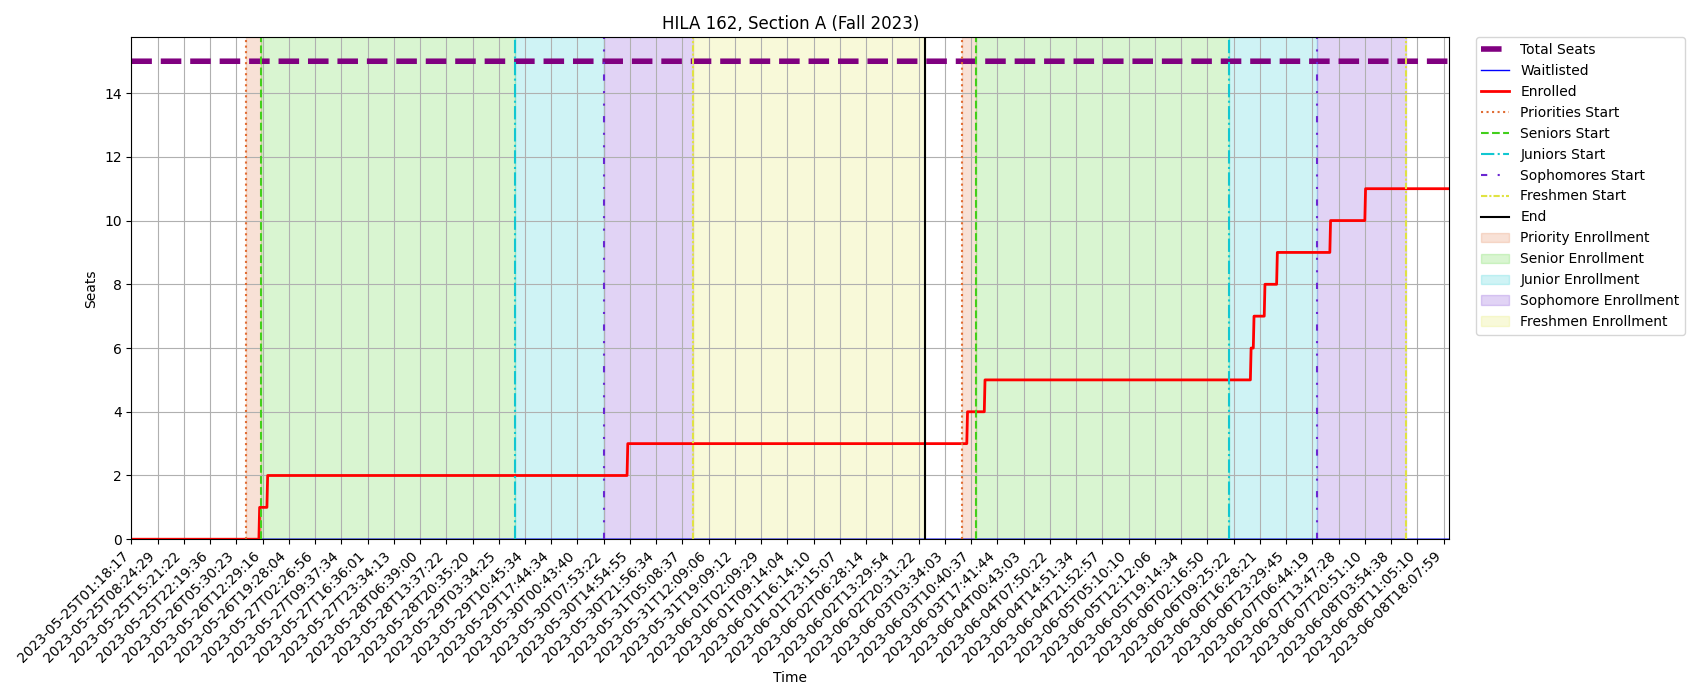 HILA 162, Section A (Fall 2023)
Seats
14
12
10
8
6
4
2
0
2023-05-25T01:18:17
2023-05-25T08:24:29
2023-05-25T15:21:22
2023-05-25T22:19:36
2023-05-26T05:30:23
2023-05-26T12:29:16
2023-05-26T19:28:04
2023-05-27T02:26:56
2023-05-27T09:37:34
2023-05-27T16:36:01
2023-05-27T23:34:13
2023-05-28T06:39:00
2023-05-28T13:37:22
2023-05-28T20:35:20
2023-05-29T03:34:25
2023-05-29T10:45:34
2023-05-29T17:44:34
2023-05-30T00:43:40
2023-05-30T07:53:22
2023-05-30T14:54:55
2023-05-30T21:56:34
2023-05-31T05:08:37
2023-05-31T12:09:06
2023-05-31T19:09:12
2023-06-01T02:09:29
2023-06-01T09:14:04
2023-06-01T16:14:10
2023-06-01T23:15:07
2023-06-02T06:28:14
2023-06-02T13:29:54
2023-06-02T20:31:22
2023-06-03T03:34:03
2023-06-03T10:40:37
2023-06-03T17:41:44
2023-06-04T00:43:03
2023-06-04T07:50:22
2023-06-04T14:51:34
2023-06-04T21:52:57
2023-06-05T05:10:10
2023-06-05T12:12:06
2023-06-05T19:14:34
2023-06-06T02:16:50
2023-06-06T09:25:22
2023-06-06T16:28:21
2023-06-06T23:29:45
2023-06-07T06:44:19
2023-06-07T13:47:28
2023-06-07T20:51:10
2023-06-08T03:54:38
2023-06-08T11:05:10
2023-06-08T18:07:59
Time
Total Seats
Waitlisted
Enrolled
Priorities Start
Seniors Start
Juniors Start
Sophomores Start
Freshmen Start
End
Priority Enrollment
Senior Enrollment
Junior Enrollment
Sophomore Enrollment
Freshmen Enrollment